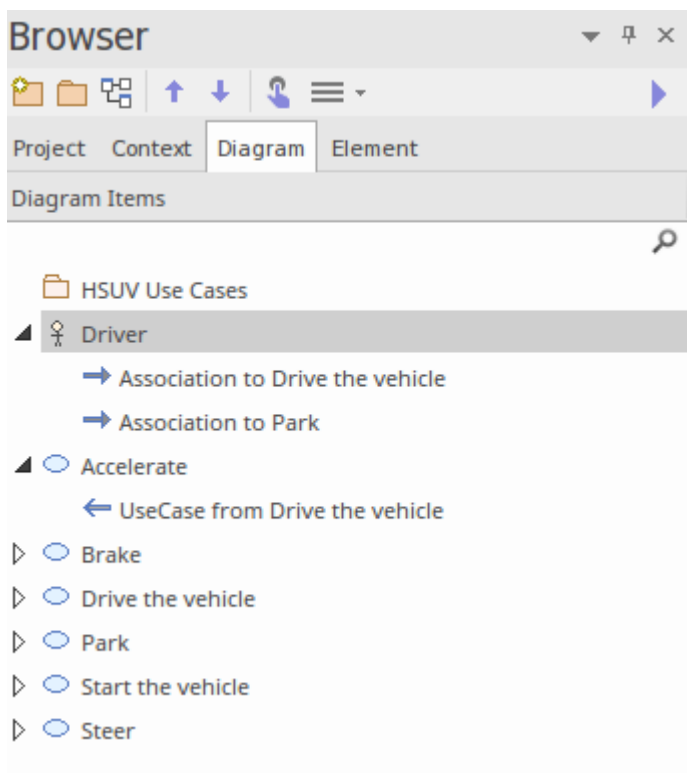 Browser
Project Context Diagram Element
Diagram Items
HSUV Use Cases
Driver
Association to Drive the vehicle
Association to Park
Accelerate
UseCase from Drive the vehicle
Brake
Drive the vehicle
Park
Start the vehicle
Steer